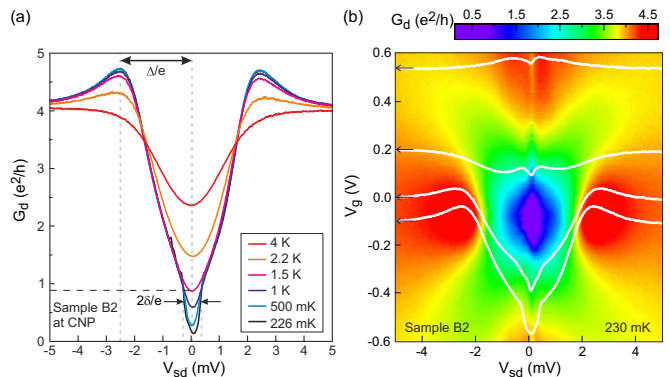 (a)
Δ/e
G_d (e²/h)
5
4
3
2
1
0
2δ/e
Sample B2
at CNP
4 K
2.2 K
1.5 K
1 K
500 mK
226 mK
-5 -4 -3 -2 -1 0 1 2 3 4 5
V_sd (mV)
(b)
G_d (e²/h)
0.5 1.5 2.5 3.5 4.5
V_g (V)
0.6
0.4
0.2
0.0
-0.2
-0.4
-0.6
Sample B2
230 mK
-4 -2 0 2 4
V_sd (mV)